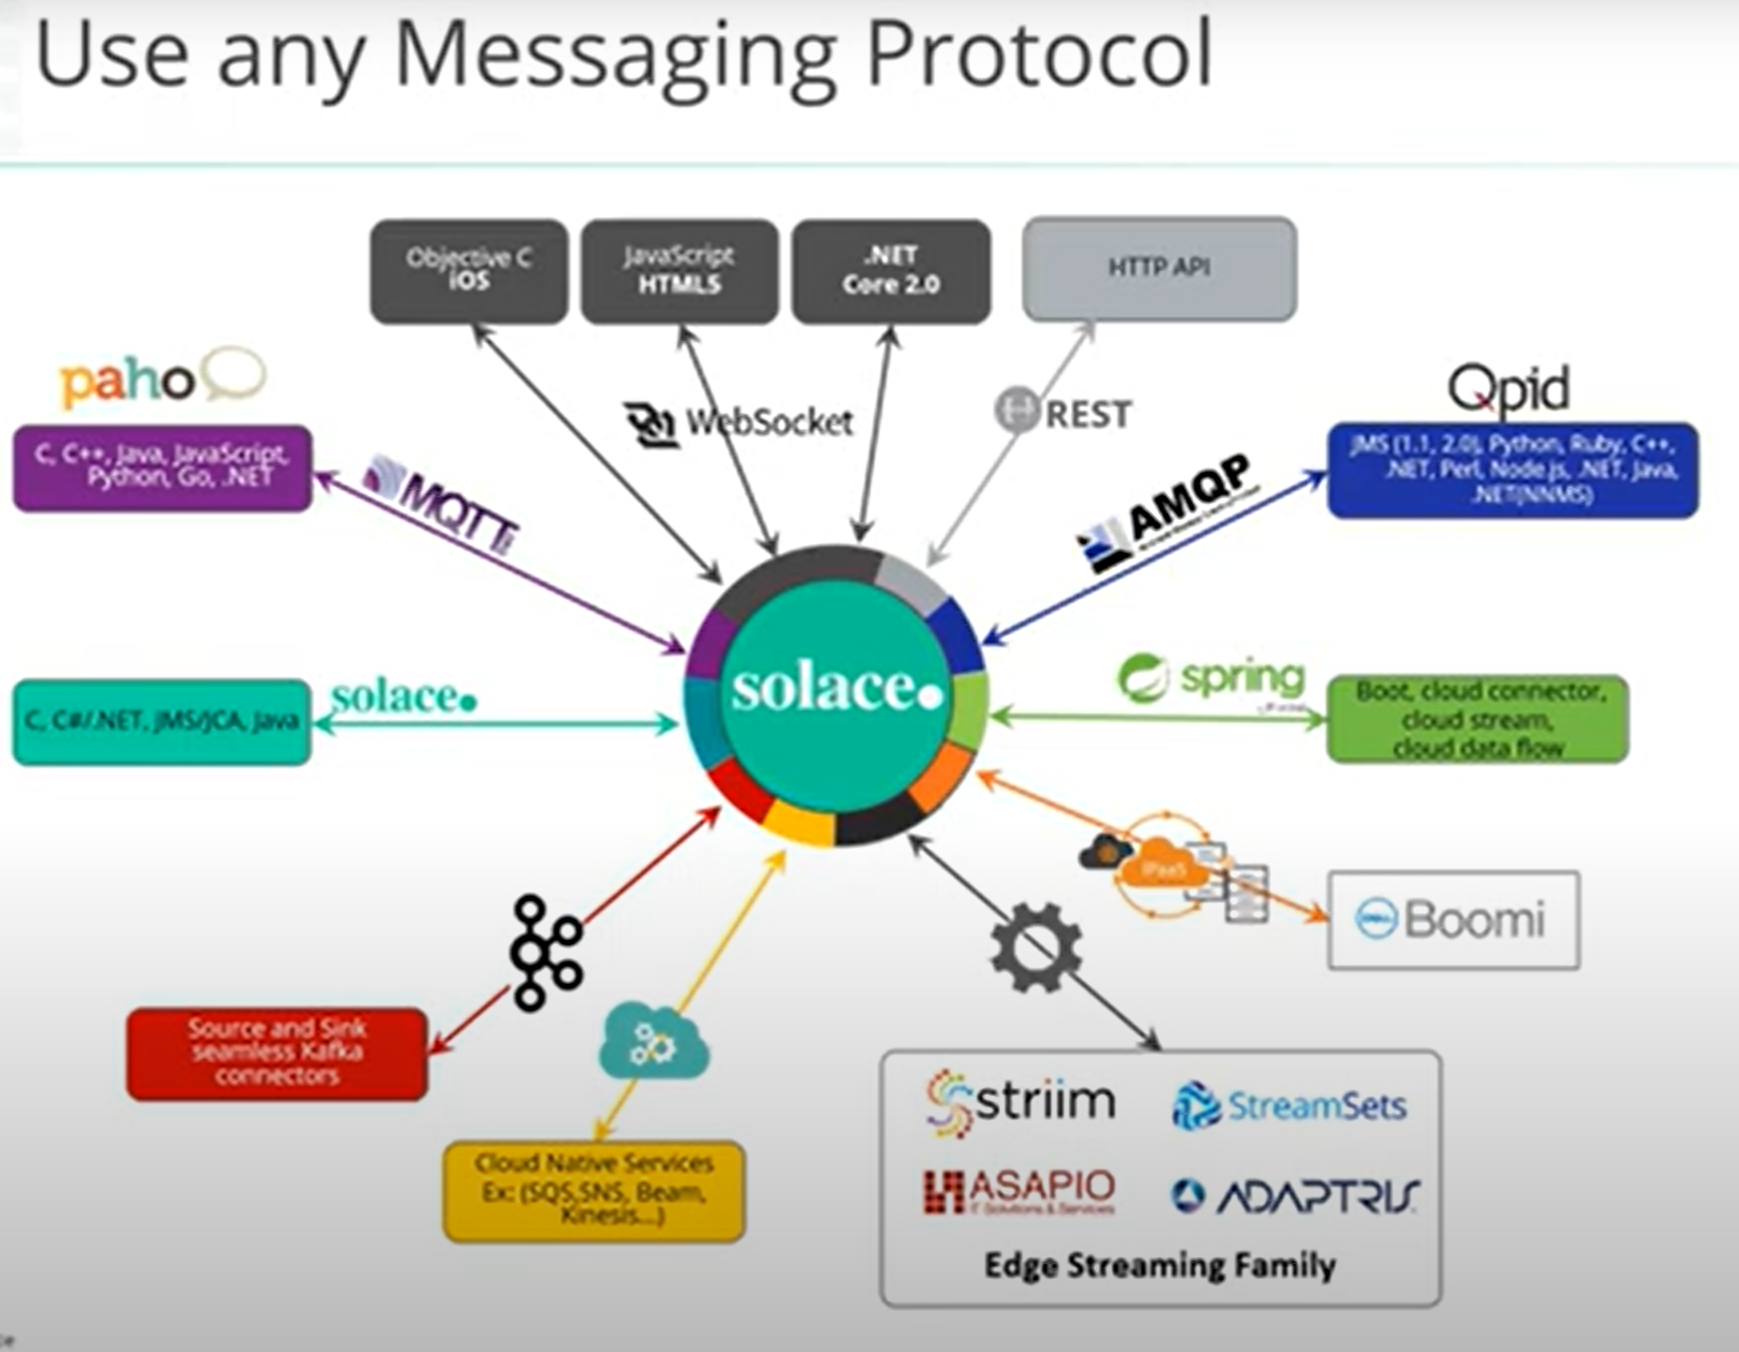 Use any Messaging Protocol
Objective C
iOS
JavaScript
HTML5
.NET
Core 2.0
HTTP API
paho
Qpid
WebSocket
REST
C, C++, Java, JavaScript,
Python, Go, .NET
MQTT
AMQP
JMS (1.1, 2.0), Python, Ruby, C++,
.NET, Perl, Node.js, .NET, Java,
.NET(NNMS)
solace.
C, C#/.NET, JMS/JCA, Java
solace.
spring
Boot, cloud connector,
cloud stream,
cloud data flow
iPaaS
Boomi
Source and Sink
seamless Kafka
connectors
Cloud Native Services
Ex: (SQS,SNS, Beam,
Kinesis...)
striim
StreamSets
ASAPIO
IT Solutions & Services
ADAPTRIS
Edge Streaming Family